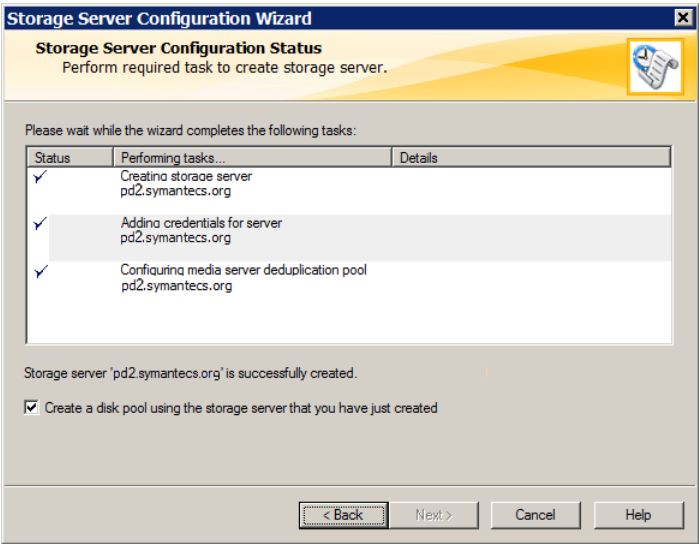 Storage Server Configuration Wizard
Storage Server Configuration Status
Perform required task to create storage server.
Please wait while the wizard completes the following tasks:
Status Performing tasks... Details
Creating storage server
pd2.symantecs.org
Adding credentials for server
pd2.symantecs.org
Configuring media server deduplication pool
pd2.symantecs.org
Storage server 'pd2.symantecs.org' is successfully created.
Create a disk pool using the storage server that you have just created
< Back Next > Cancel Help